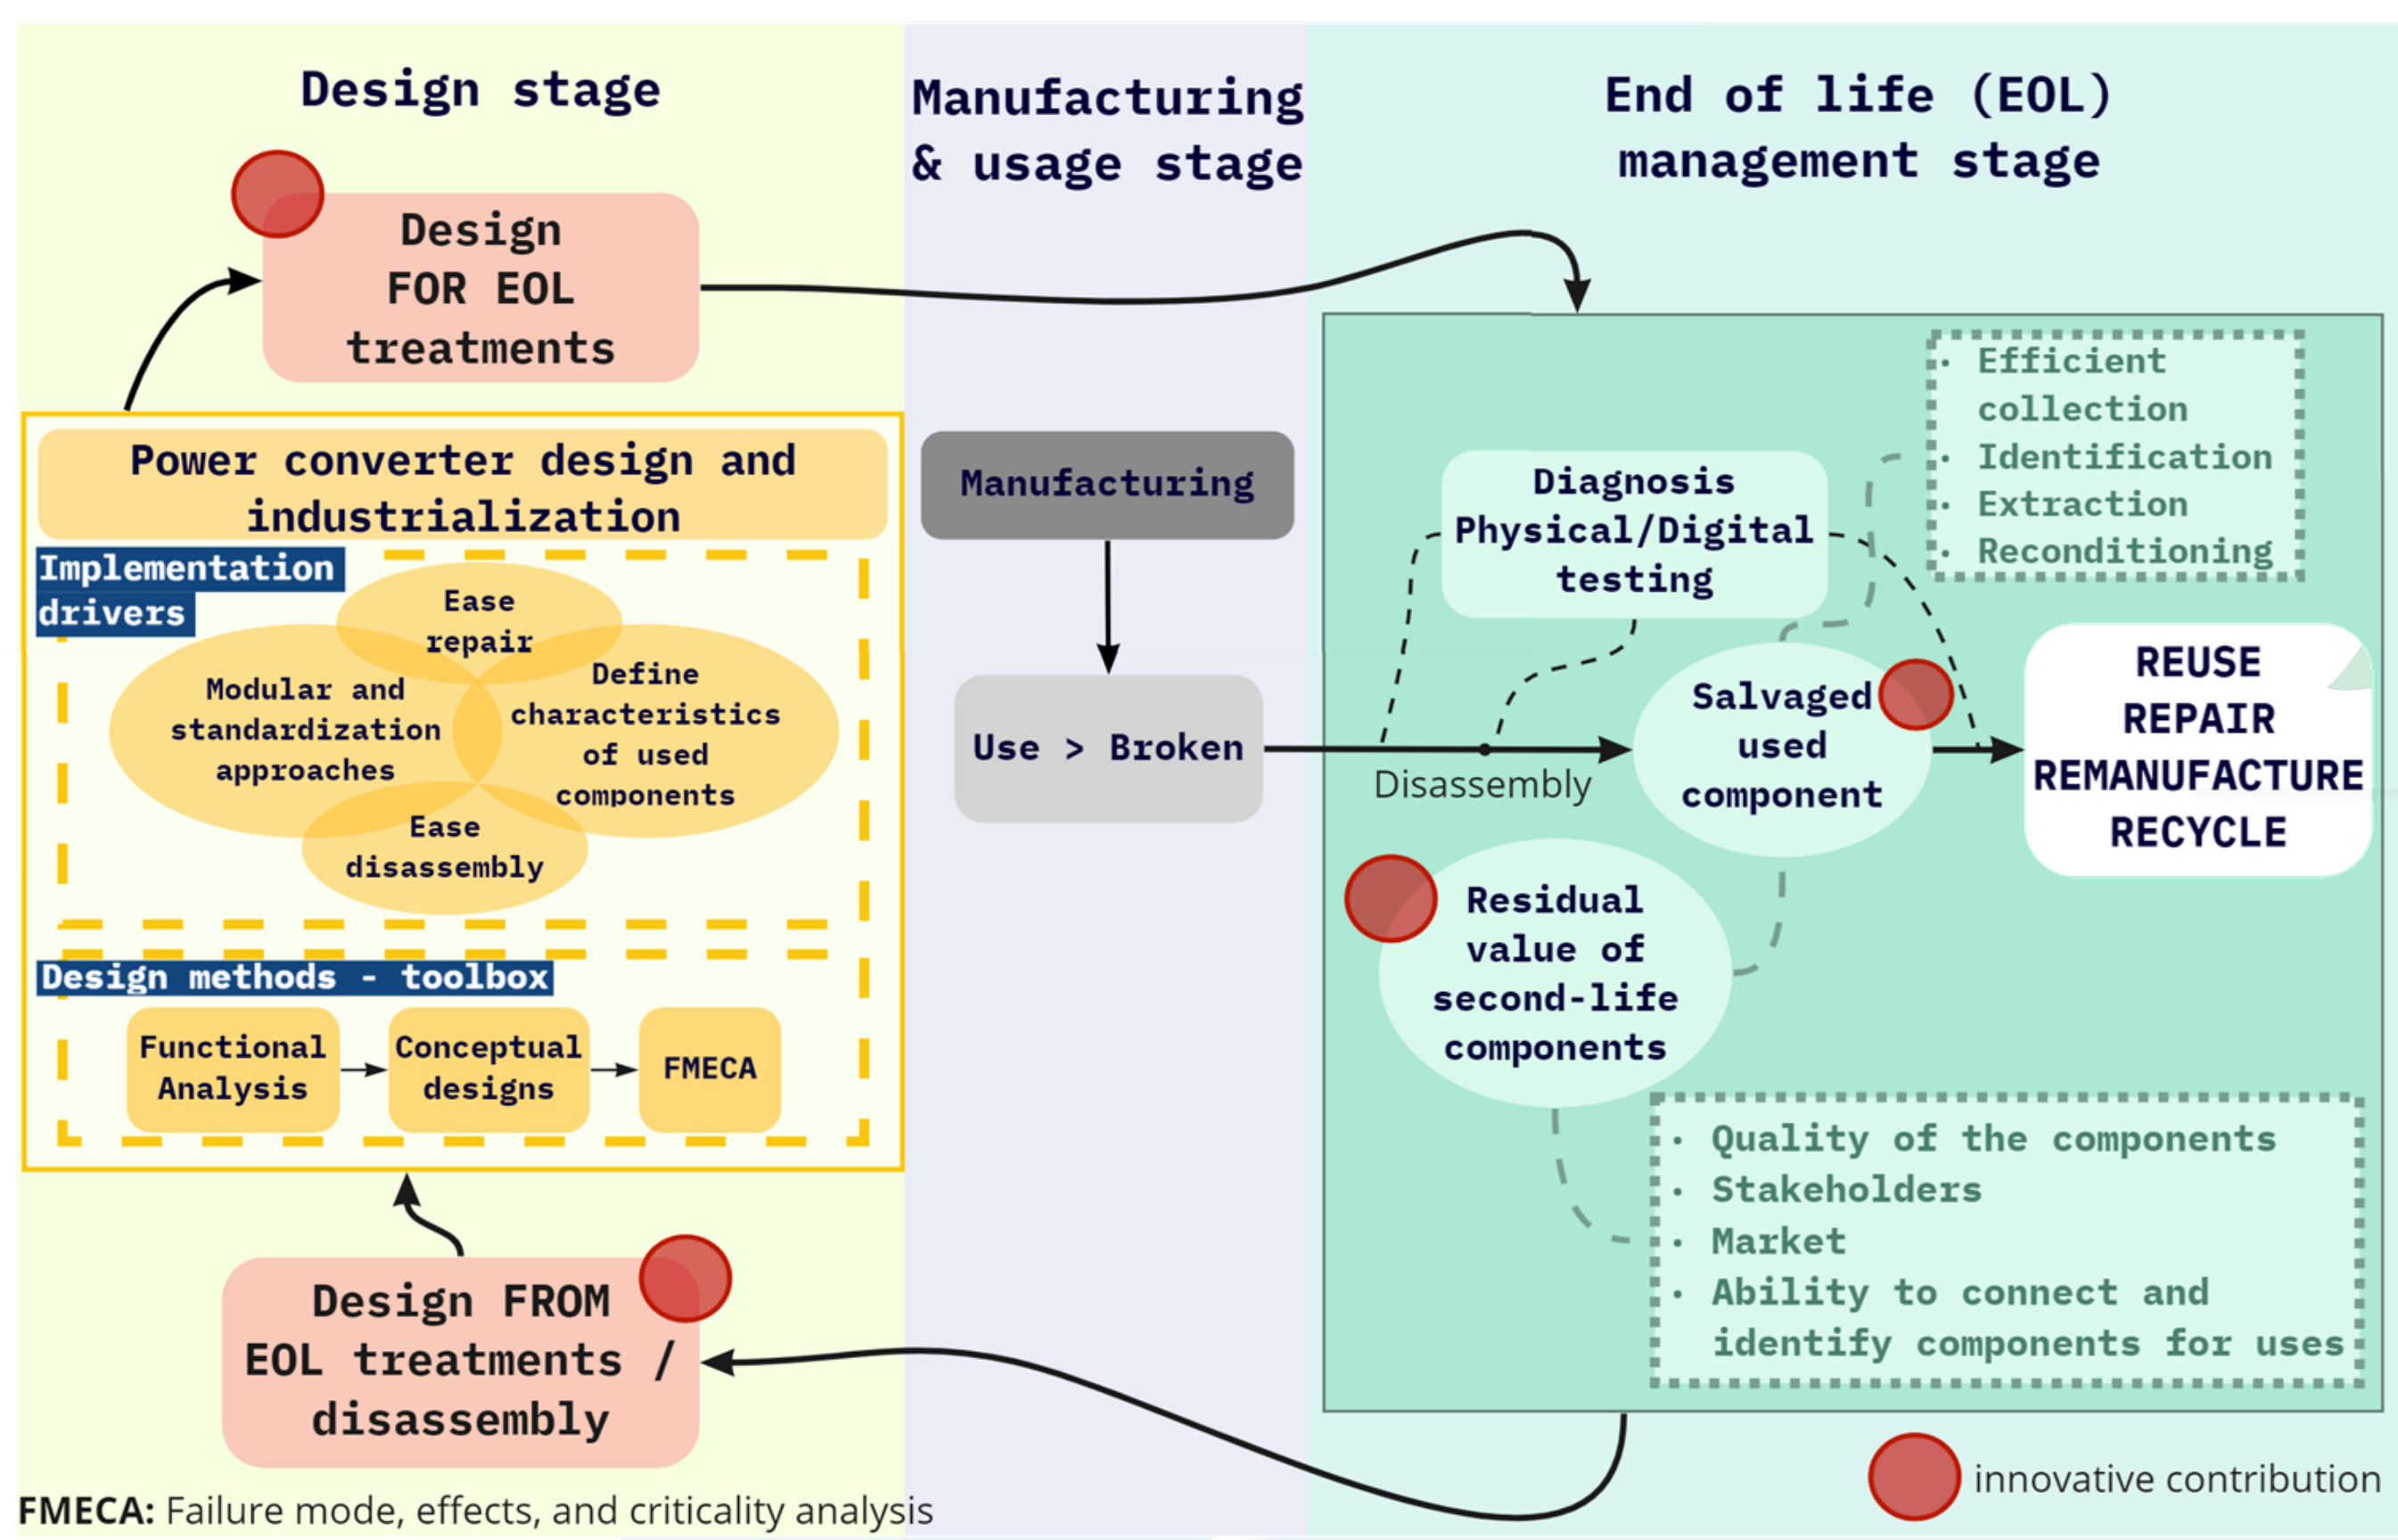 Design stage
Manufacturing
& usage stage
End of life (EOL)
management stage
Design
FOR EOL
treatments
Power converter design and
industrialization
Implementation
drivers
Ease
repair
Modular and
standardization
approaches
Define
characteristics
of used
components
Ease
disassembly
Design methods - toolbox
Functional
Analysis
Conceptual
designs
FMECA
Design FROM
EOL treatments /
disassembly
FMECA: Failure mode, effects, and criticality analysis
Manufacturing
Use > Broken
Diagnosis
Physical/Digital
testing
• Efficient
collection
• Identification
• Extraction
• Reconditioning
Disassembly
Salvaged
used
component
REUSE
REPAIR
REMANUFACTURE
RECYCLE
Residual
value of
second-life
components
• Quality of the components
• Stakeholders
• Market
• Ability to connect and
identify components for uses
innovative contribution